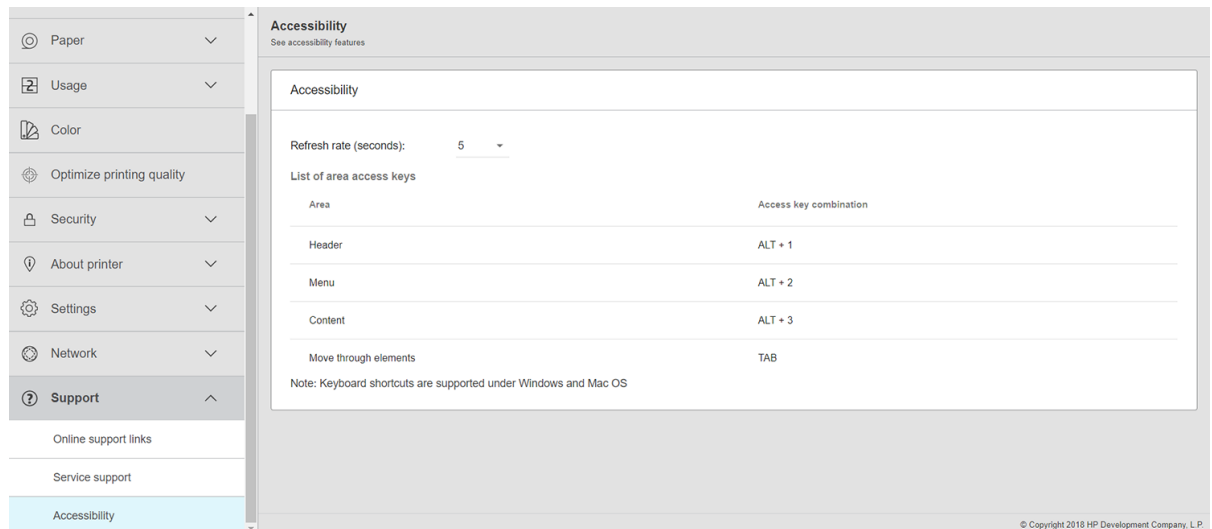 Paper
Usage
Color
Optimize printing quality
Security
About printer
Settings
Network
Support
Online support links
Service support
Accessibility
Accessibility
See accessibility features
Accessibility
Refresh rate (seconds): 5
List of area access keys
Area Access key combination
Header ALT + 1
Menu ALT + 2
Content ALT + 3
Move through elements TAB
Note: Keyboard shortcuts are supported under Windows and Mac OS
© Copyright 2018 HP Development Company, L.P.